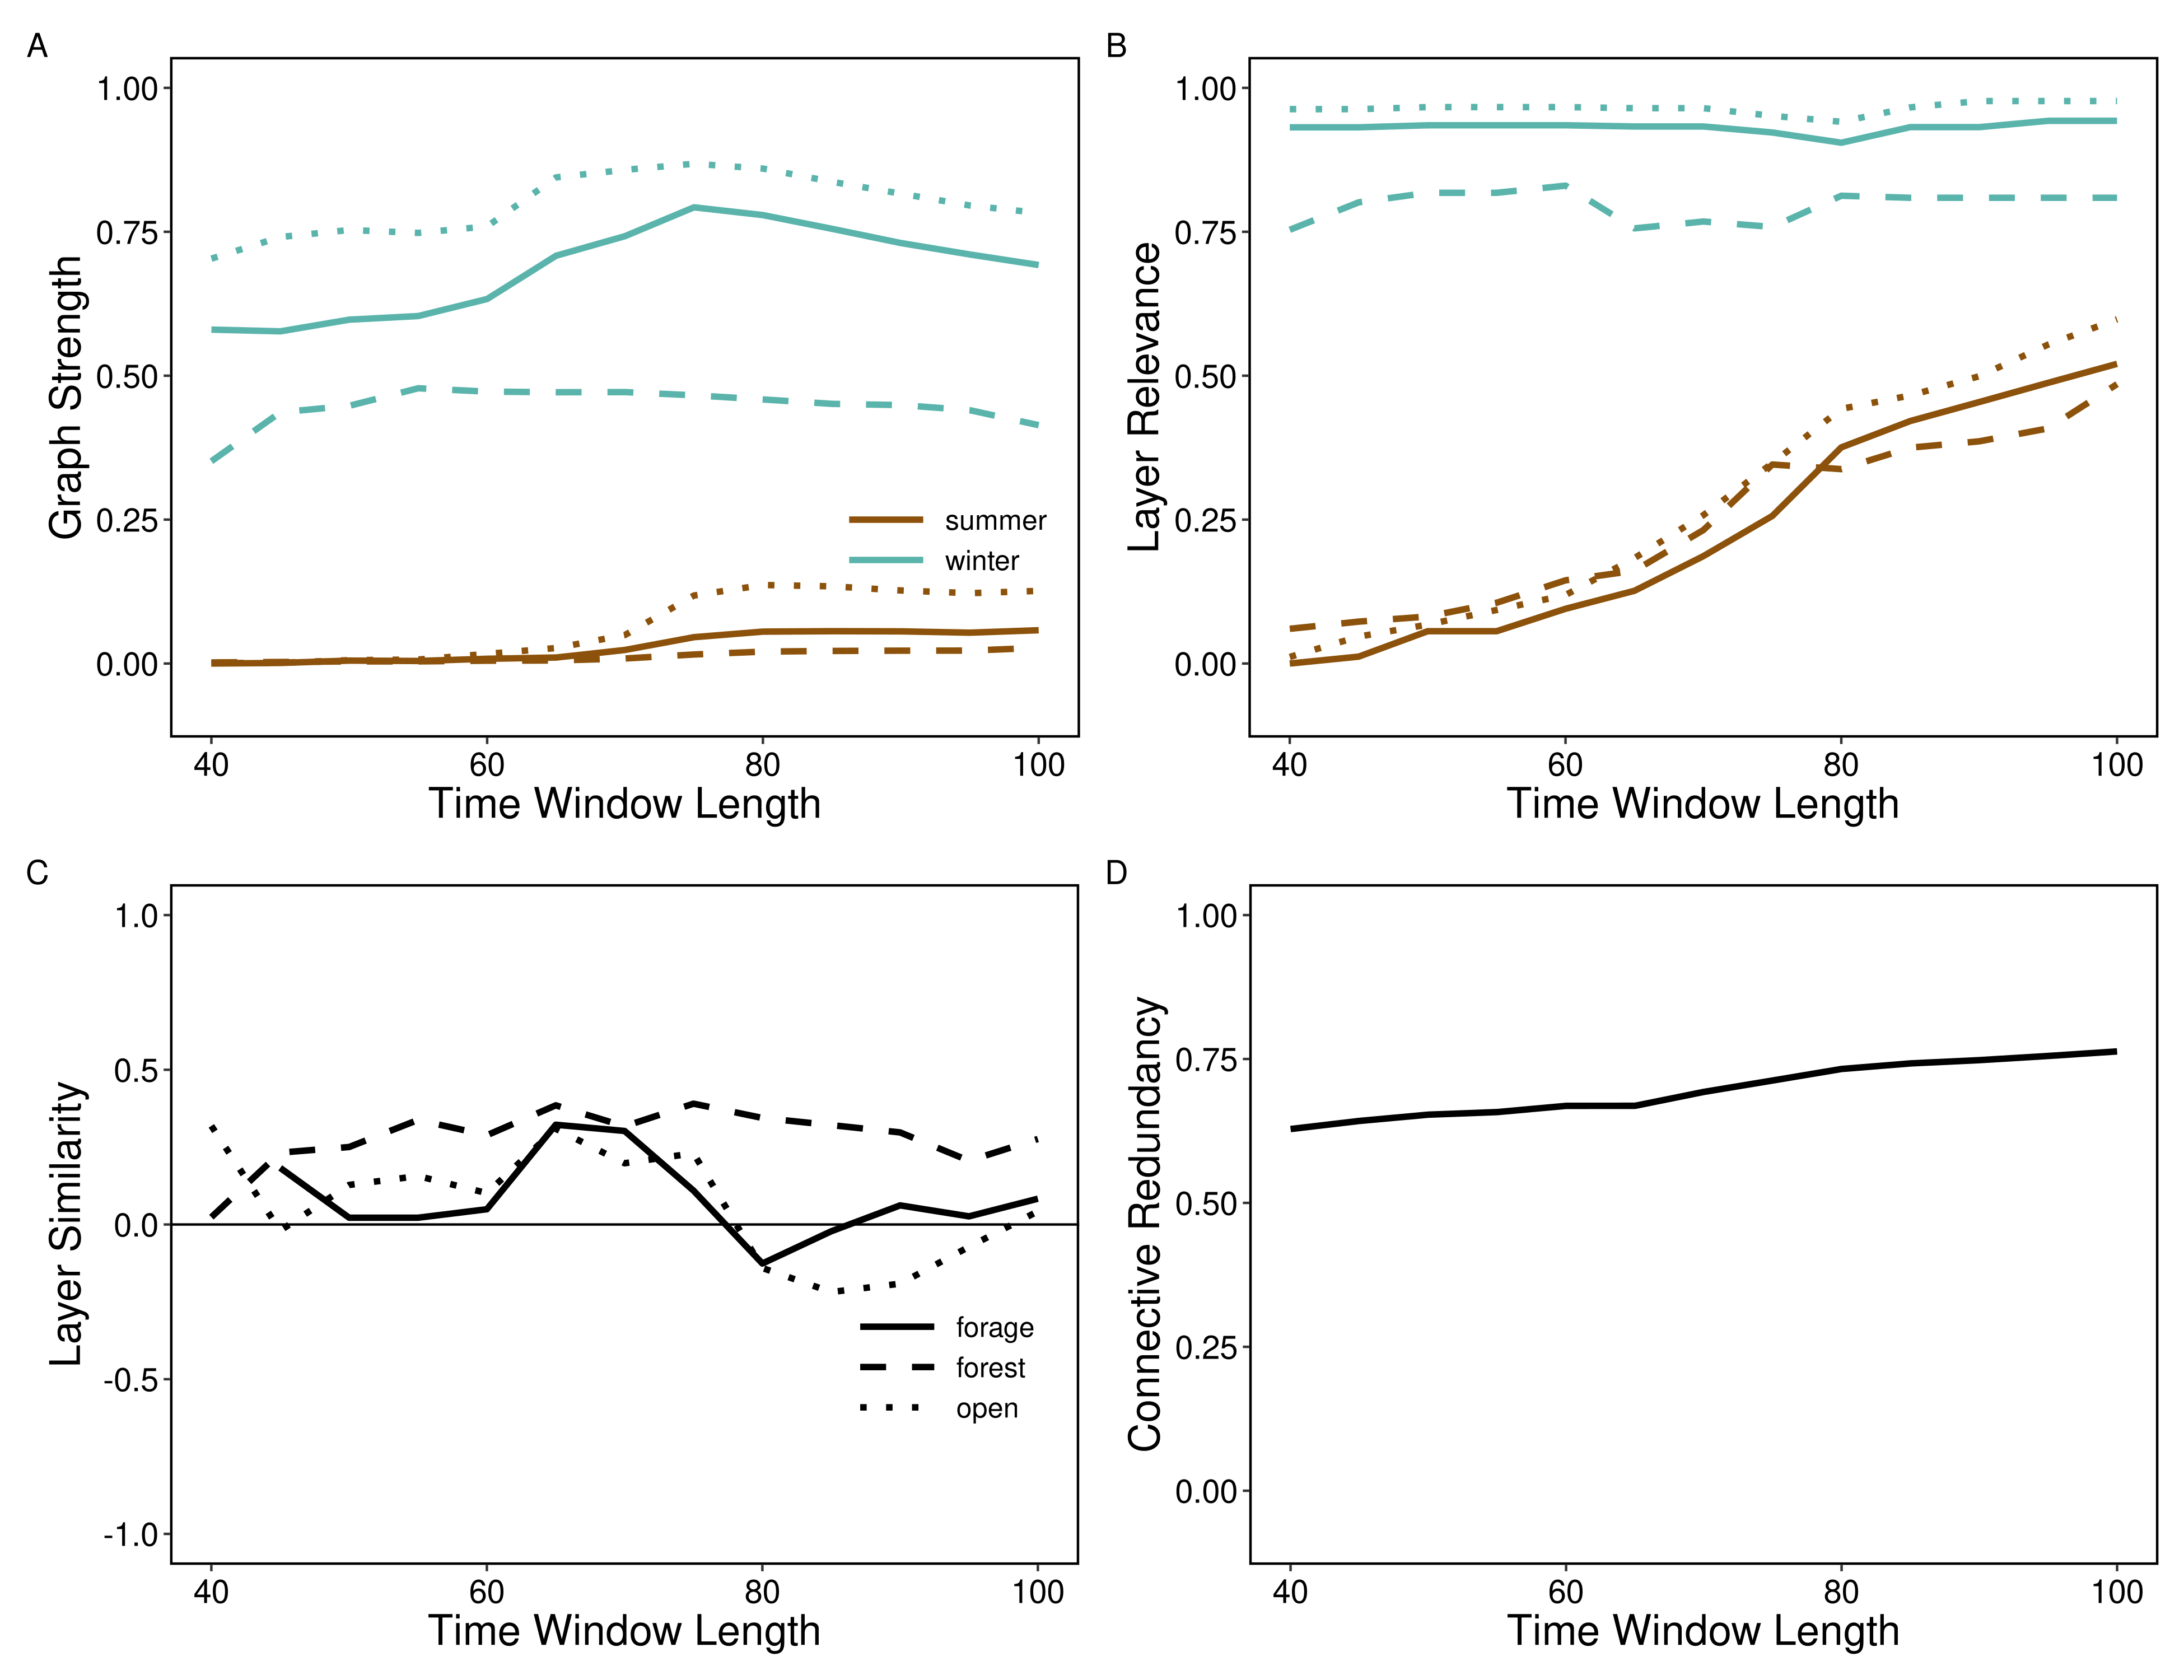 A
1.00
0.75
0.50
0.25
0.00
Graph Strength
summer
winter
40 60 80 100
Time Window Length
B
1.00
0.75
0.50
0.25
0.00
Layer Relevance
40 60 80 100
Time Window Length
C
1.0
0.5
0.0
-0.5
-1.0
Layer Similarity
forage
forest
open
40 60 80 100
Time Window Length
D
1.00
0.75
0.50
0.25
0.00
Connective Redundancy
40 60 80 100
Time Window Length